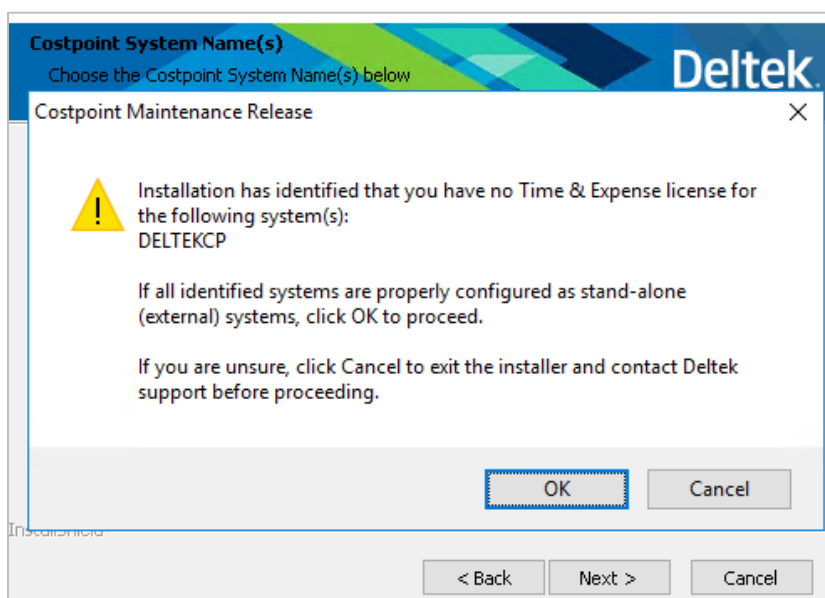 Costpoint System Name(s)
Choose the Costpoint System Name(s) below
Deltek.
Costpoint Maintenance Release
!
Installation has identified that you have no Time & Expense license for
the following system(s):
DELTEKCP
If all identified systems are properly configured as stand-alone
(external) systems, click OK to proceed.
If you are unsure, click Cancel to exit the installer and contact Deltek
support before proceeding.
OK Cancel
InstallShield
< Back Next > Cancel